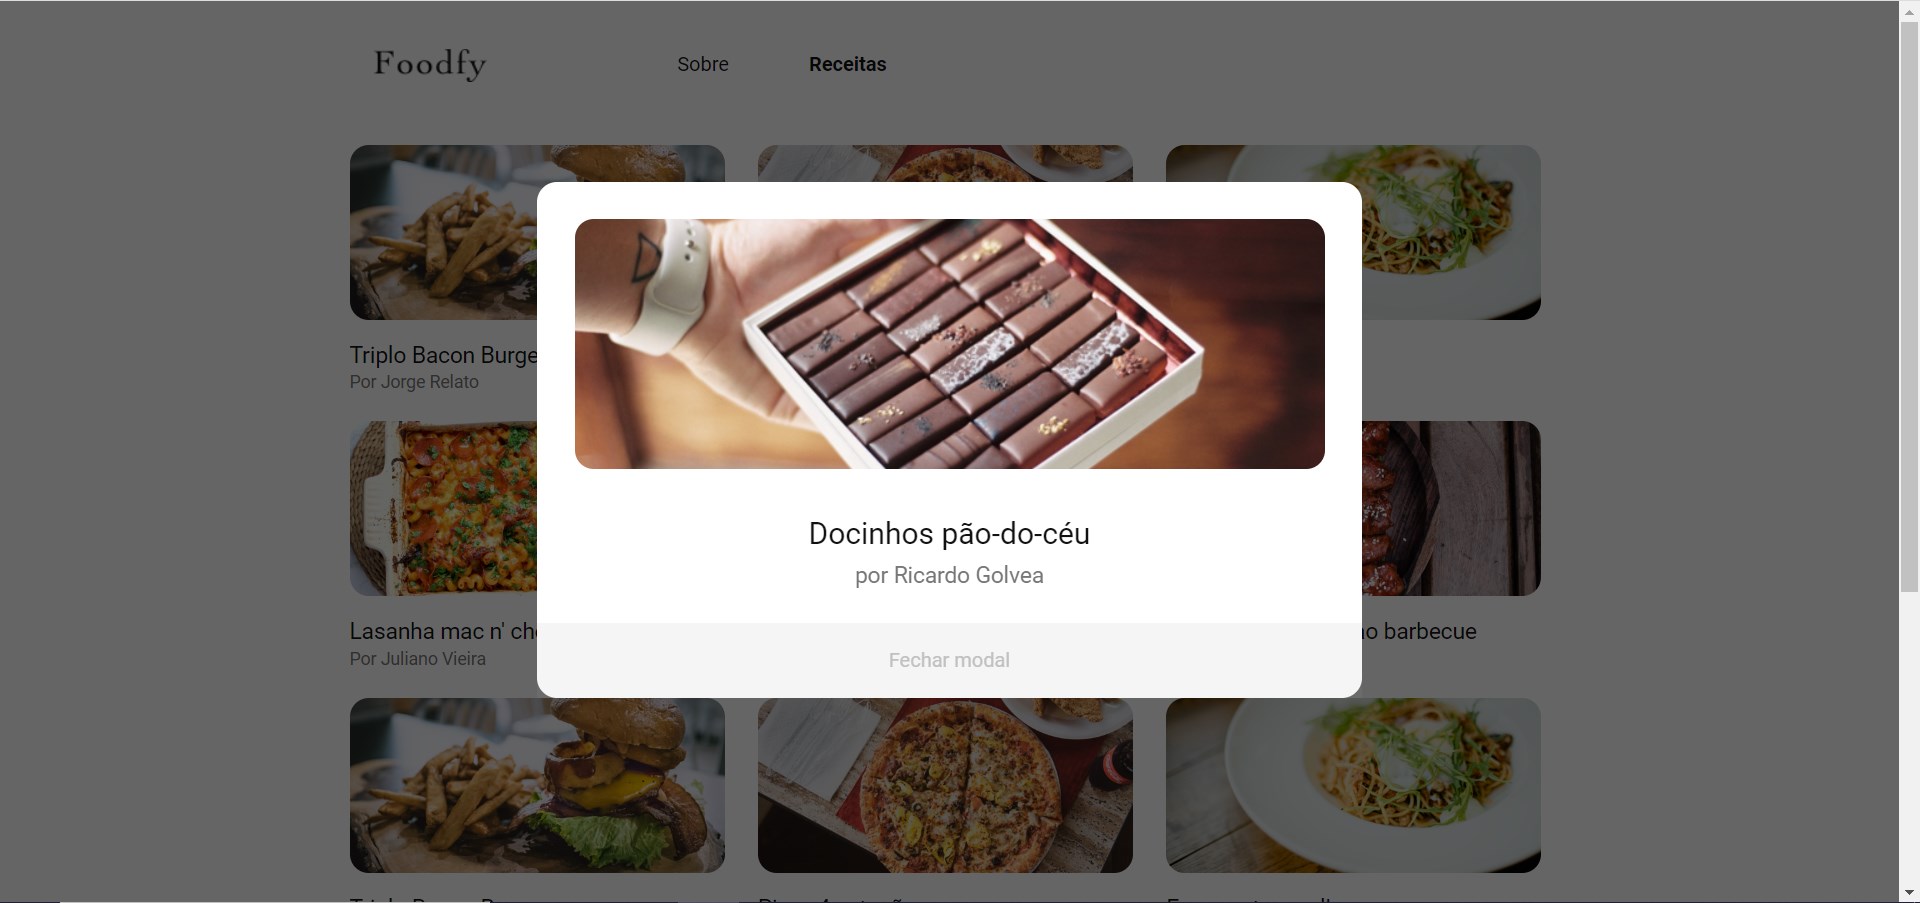 Foodfy
Sobre
Receitas
Triplo Bacon Burge
Por Jorge Relato
Docinhos pão-do-céu
por Ricardo Golvea
Lasanha mac n' ch
Por Juliano Vieira
o barbecue
Fechar modal